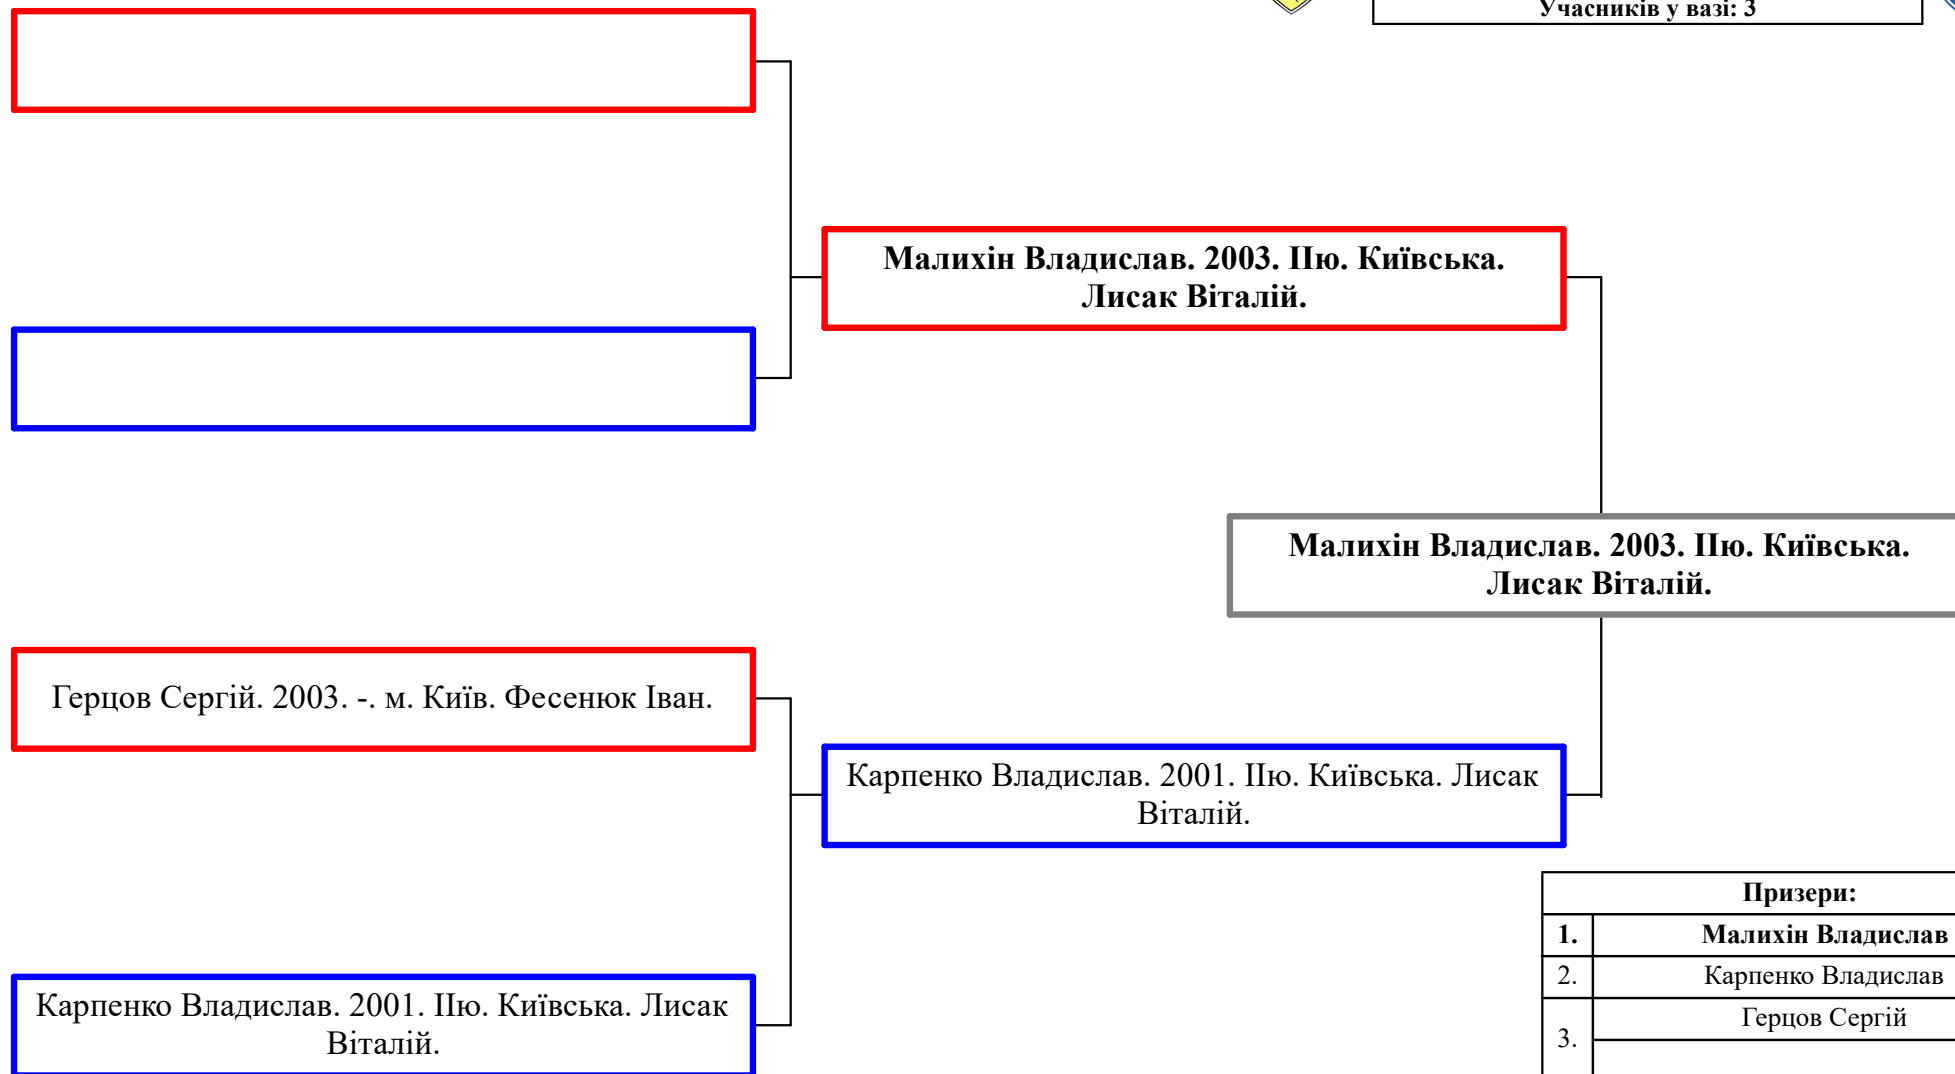 Учасників у вазі: 3
Малихін Владислав. 2003. ІІю. Київська.
Лисак Віталій.
Малихін Владислав. 2003. ІІю. Київська.
Лисак Віталій.
Герцов Сергій. 2003. -. м. Київ. Фесенюк Іван.
Карпенко Владислав. 2001. ІІю. Київська. Лисак
Віталій.
Карпенко Владислав. 2001. ІІю. Київська. Лисак
Віталій.
Призери:
1. Малихін Владислав
2. Карпенко Владислав
3. Герцов Сергій